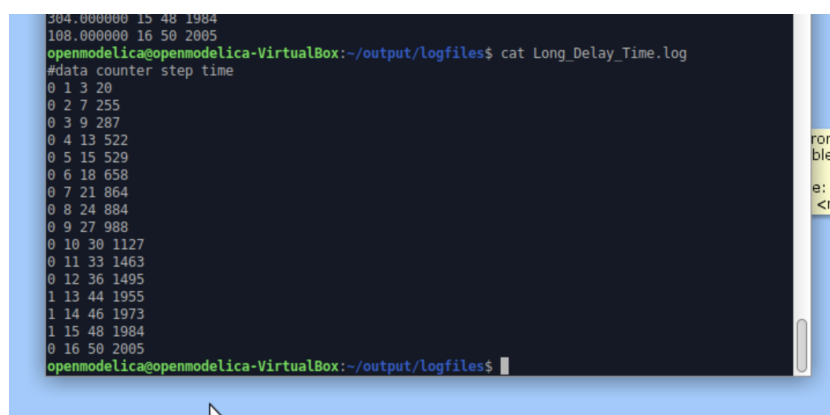 304.000000 15 48 1984
108.000000 16 50 2005
openmodelica@openmodelica-VirtualBox:~/output/logfiles$ cat Long_Delay_Time.log
#data counter step time
0 1 3 20
0 2 7 255
0 3 9 287
0 4 13 522
0 5 15 529
0 6 18 658
0 7 21 864
0 8 24 884
0 9 27 988
0 10 30 1127
0 11 33 1463
0 12 36 1495
1 13 44 1955
1 14 46 1973
1 15 48 1984
0 16 50 2005
openmodelica@openmodelica-VirtualBox:~/output/logfiles$